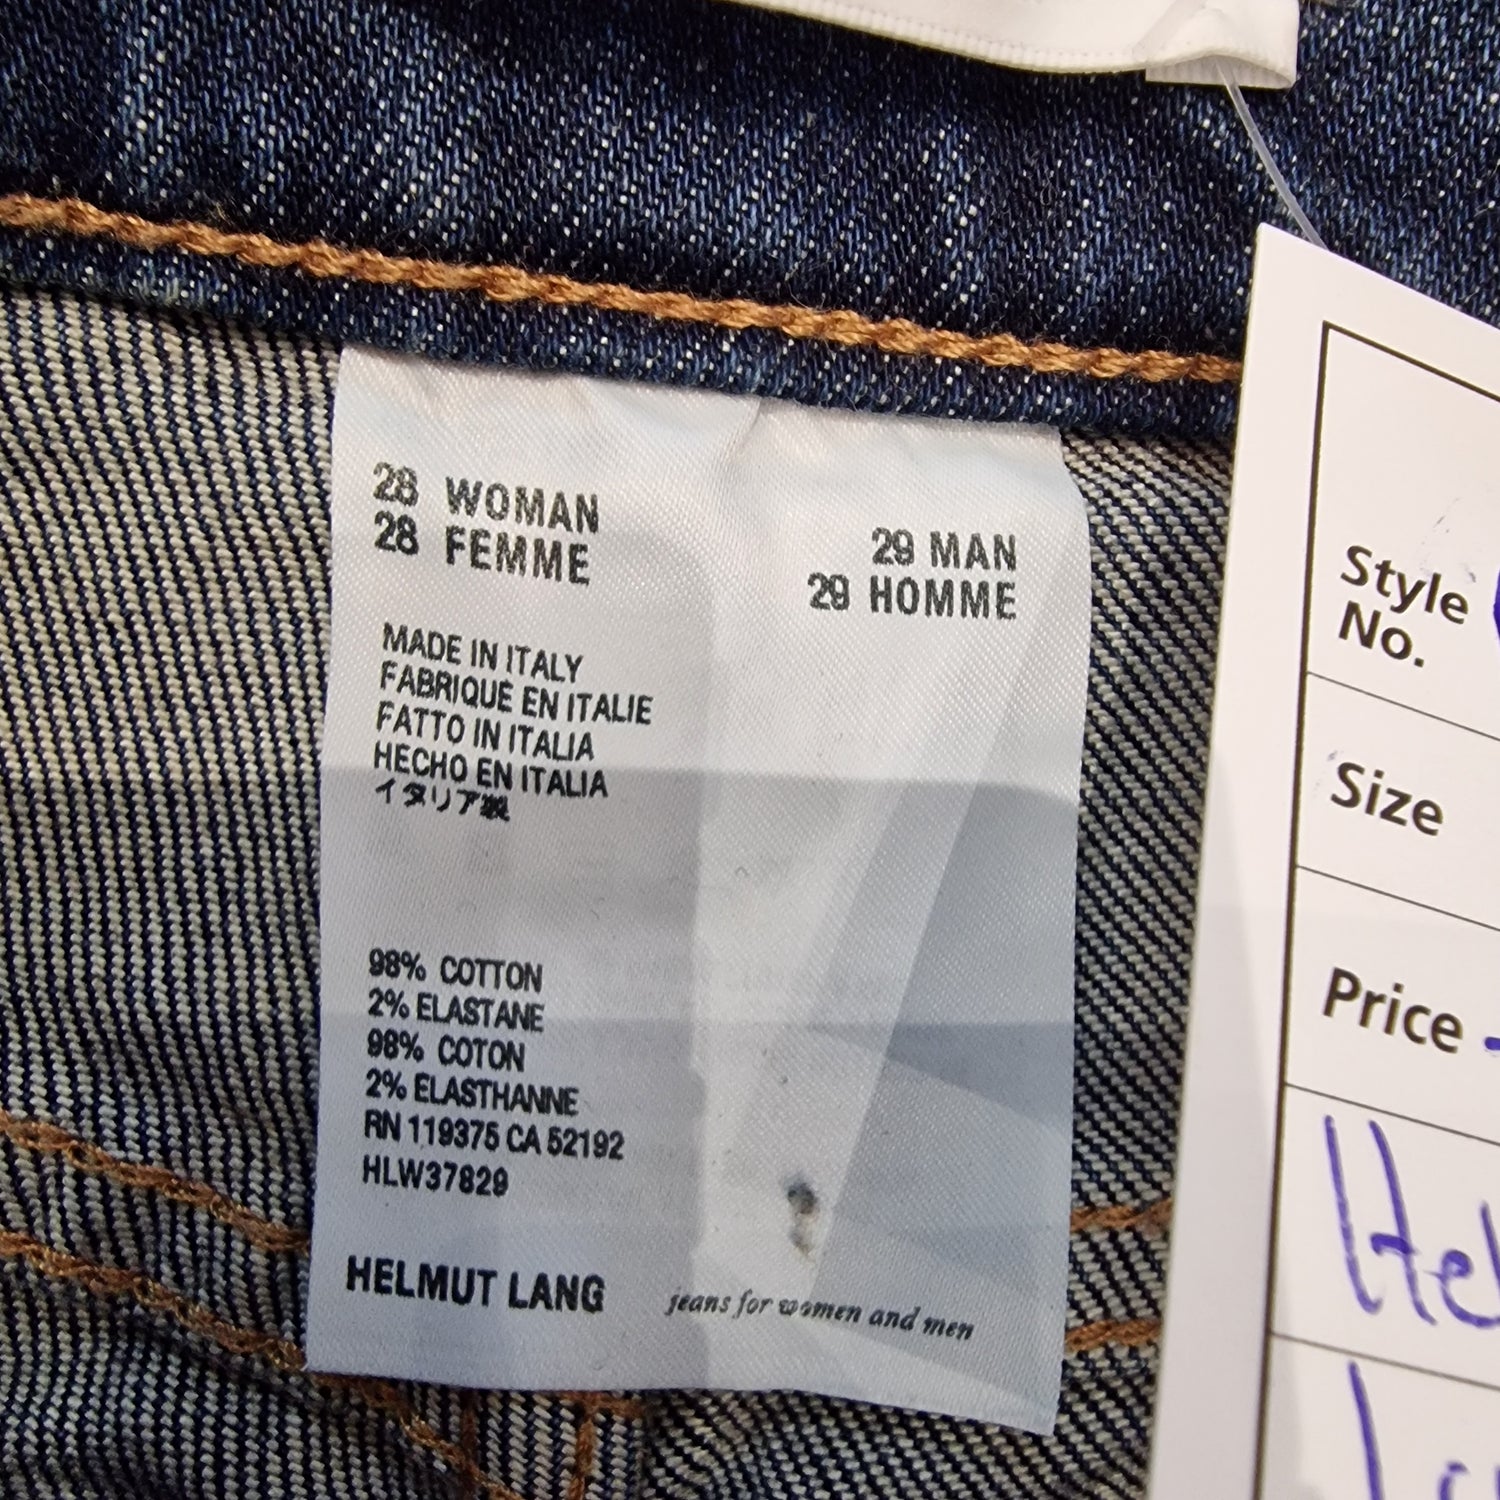 28 WOMAN
28 FEMME
29 MAN
29 HOMME
MADE IN ITALY
FABRIQUÉ EN ITALIE
FATTO IN ITALIA
HECHO EN ITALIA
イタリア製
98% COTTON
2% ELASTANE
98% COTON
2% ELASTHANNE
RN 119375 CA 52192
HLW37829
HELMUT LANG
jeans for women and men
Style
No.
Size
Price
Hel